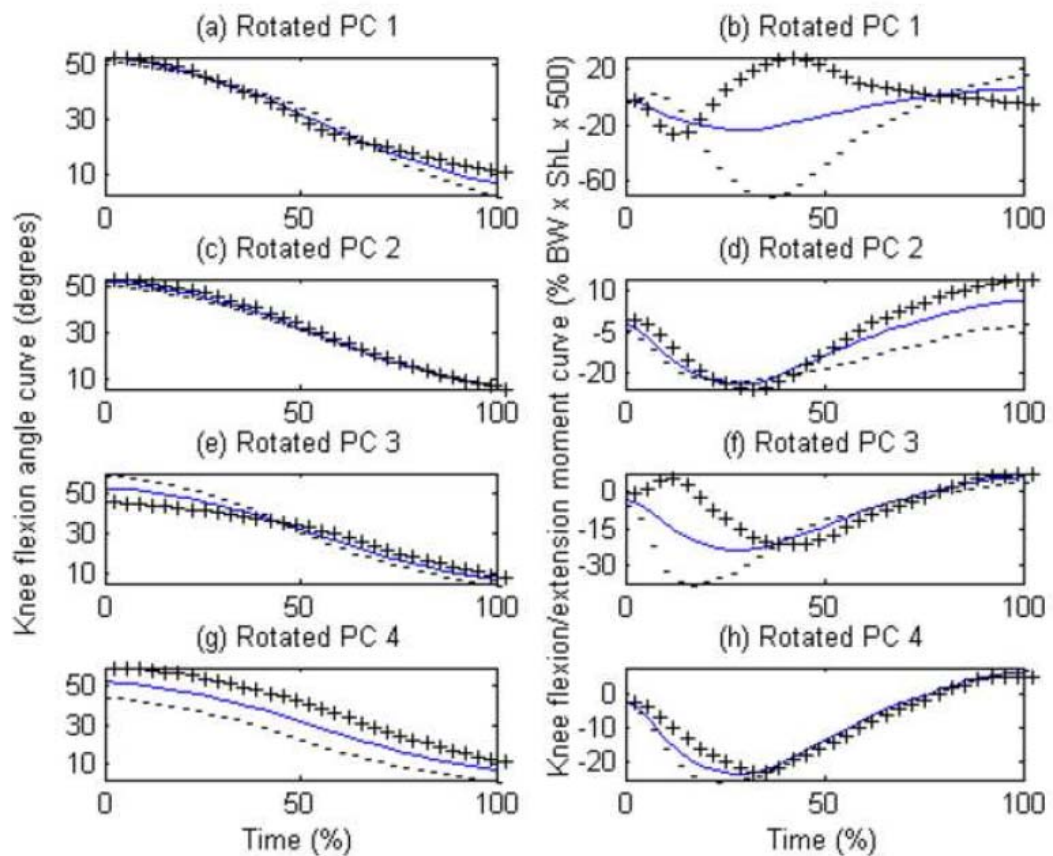 (a) Rotated PC 1
50
30
10
0 50 100
(b) Rotated PC 1
20
-20
-60
0 50 100
(c) Rotated PC 2
50
30
10
0 50 100
(d) Rotated PC 2
10
-5
-20
0 50 100
(e) Rotated PC 3
50
30
10
0 50 100
(f) Rotated PC 3
0
-15
-30
0 50 100
(g) Rotated PC 4
50
30
10
0 50 100
(h) Rotated PC 4
0
-10
-20
0 50 100
Knee flexion angle curve (degrees)
Knee flexion/extension moment curve (% BW x ShL x 500)
Time (%)
Time (%)